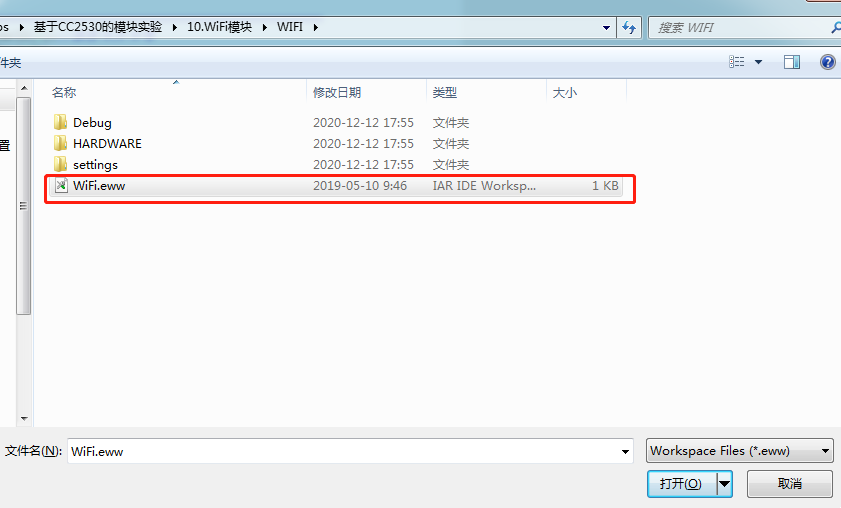 os ▸ 基于CC2530的模块实验 ▸ 10.WiFi模块 ▸ WIFI ▸
搜索 WIFI
件夹
名称 修改日期 类型 大小
置
Debug 2020-12-12 17:55 文件夹
HARDWARE 2020-12-12 17:55 文件夹
settings 2020-12-12 17:55 文件夹
WiFi.eww 2019-05-10 9:46 IAR IDE Worksp... 1 KB
文件名(N): WiFi.eww Workspace Files (*.eww)
打开(O) 取消